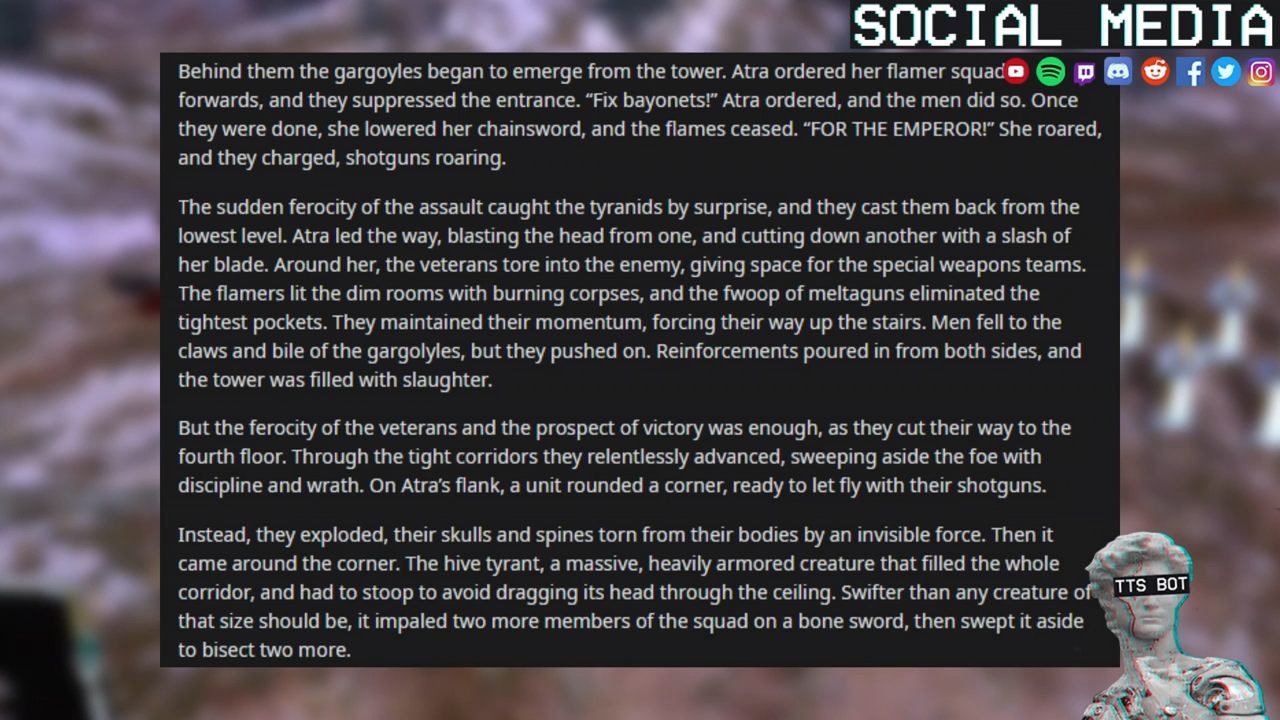 SOCIAL MEDIA
Behind them the gargoyles began to emerge from the tower. Atra ordered her flamer squad
forwards, and they suppressed the entrance. “Fix bayonets!” Atra ordered, and the men did so. Once
they were done, she lowered her chainsword, and the flames ceased. “FOR THE EMPEROR!” She roared,
and they charged, shotguns roaring.
The sudden ferocity of the assault caught the tyranids by surprise, and they cast them back from the
lowest level. Atra led the way, blasting the head from one, and cutting down another with a slash of
her blade. Around her, the veterans tore into the enemy, giving space for the special weapons teams.
The flamers lit the dim rooms with burning corpses, and the fwoop of meltaguns eliminated the
tightest pockets. They maintained their momentum, forcing their way up the stairs. Men fell to the
claws and bile of the gargolyles, but they pushed on. Reinforcements poured in from both sides, and
the tower was filled with slaughter.
But the ferocity of the veterans and the prospect of victory was enough, as they cut their way to the
fourth floor. Through the tight corridors they relentlessly advanced, sweeping aside the foe with
discipline and wrath. On Atra’s flank, a unit rounded a corner, ready to let fly with their shotguns.
Instead, they exploded, their skulls and spines torn from their bodies by an invisible force. Then it
came around the corner. The hive tyrant, a massive, heavily armored creature that filled the whole
corridor, and had to stoop to avoid dragging its head through the ceiling. Swifter than any creature of
that size should be, it impaled two more members of the squad on a bone sword, then swept it aside
to bisect two more.
TTS BOT